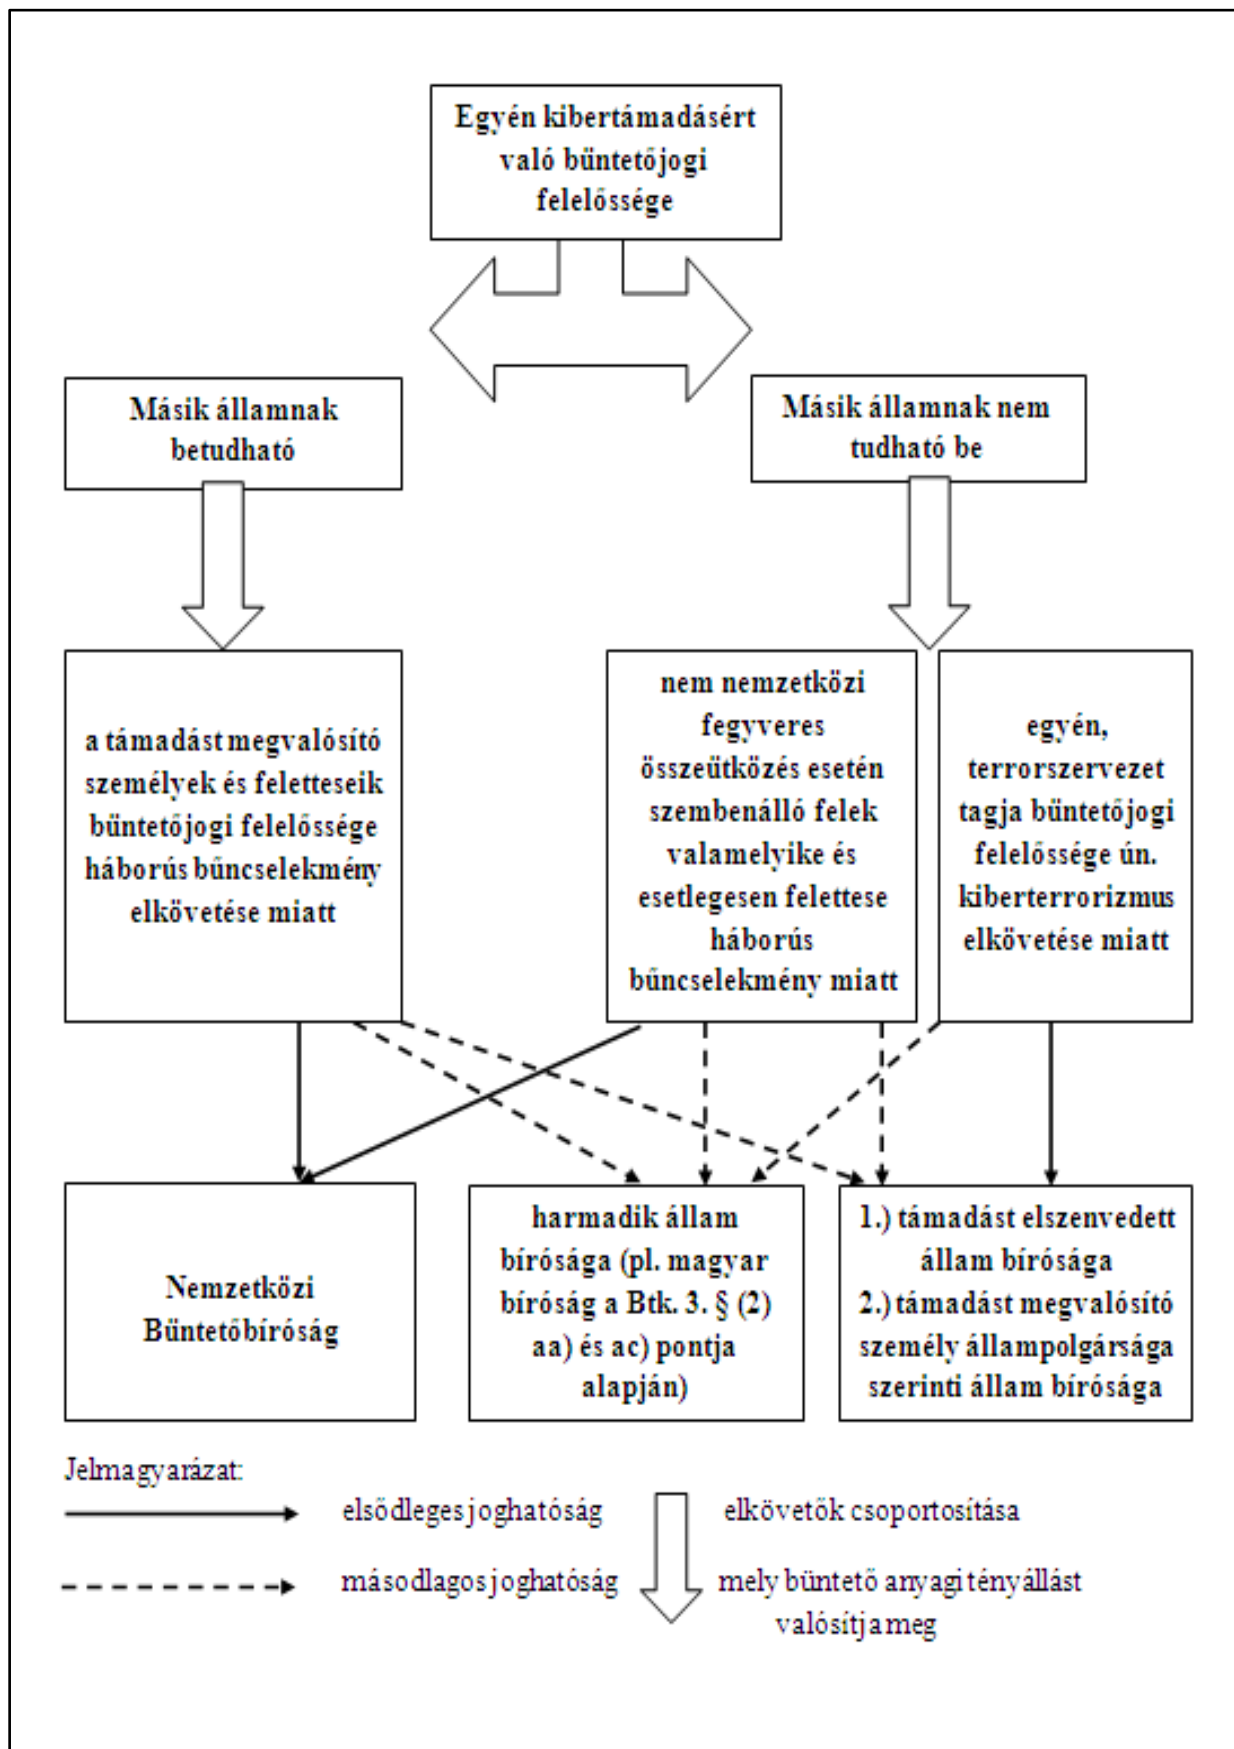 Egyén kibertámadásért
való büntetőjogi
felelőssége
Másik államnak
betudható
Másik államnak nem
tudható be
a támadást megvalósító
személyek és feletteseik
büntetőjogi felelőssége
háborús bűncselekmény
elkövetése miatt
nem nemzetközi
fegyveres
összeütközés esetén
szembenálló felek
valamelyike és
esetlegesen felettese
háborús
bűncselekmény miatt
egyén,
terrorszervezet
tagja büntetőjogi
felelőssége ún.
kiberterrorizmus
elkövetése miatt
Nemzetközi
Büntetőbíróság
harmadik állam
bírósága (pl. magyar
bíróság a Btk. 3. § (2)
aa) és ac) pontja
alapján)
1.) támadást elszenvedett
állam bírósága
2.) támadást megvalósító
személy állampolgársága
szerinti állam bírósága
Jelmagyarázat:
elsődleges joghatóság
elkövetők csoportosítása
másodlagos joghatóság
mely büntető anyagi tényállást
valósítja meg